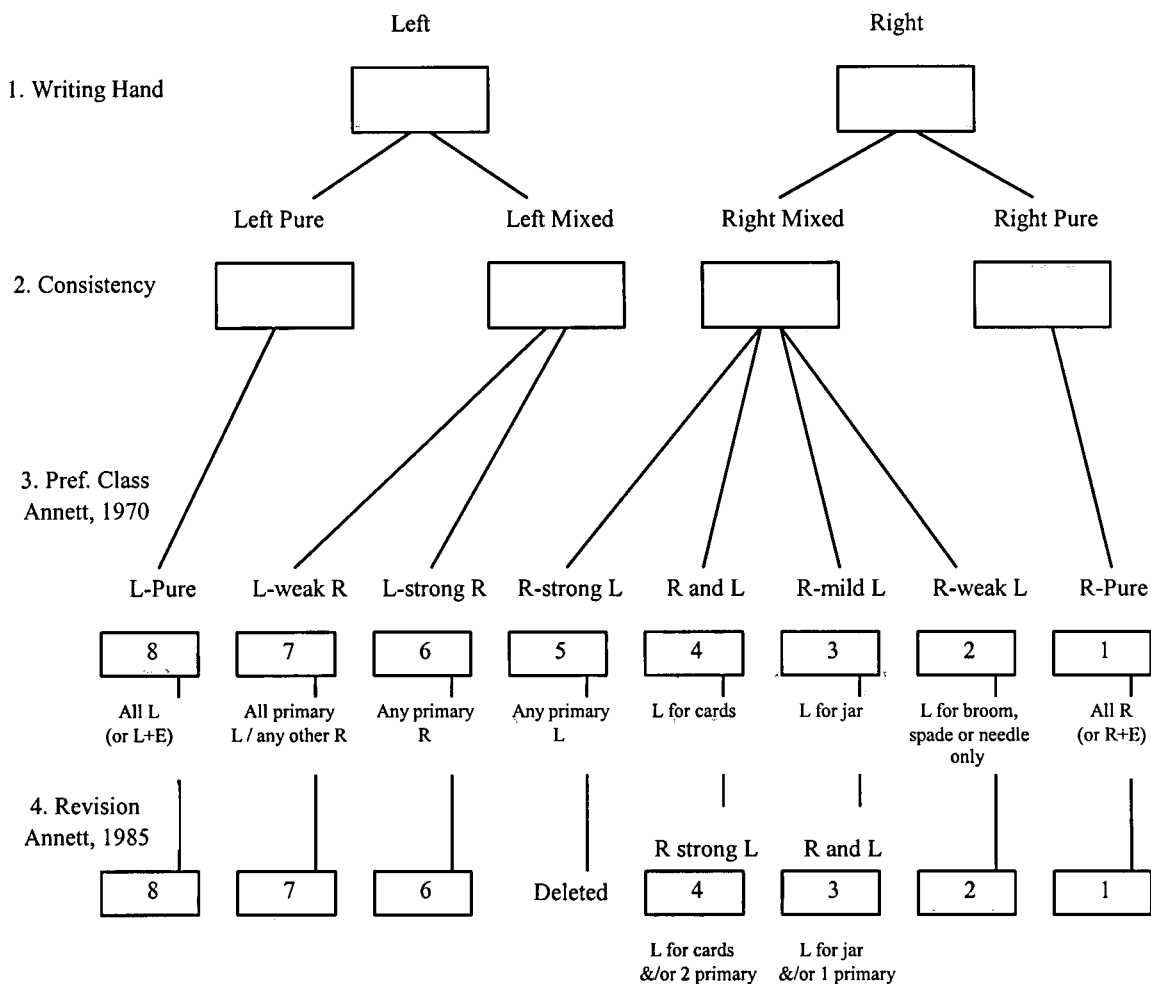 Left Right
1. Writing Hand
Left Pure Left Mixed Right Mixed Right Pure
2. Consistency
3. Pref. Class
Annett, 1970
L-Pure L-weak R L-strong R R-strong L R and L R-mild L R-weak L R-Pure
8 7 6 5 4 3 2 1
All L All primary Any primary Any primary L for cards L for jar L for broom, All R
(or L+E) L / any other R R L spade or needle (or R+E)
only
4. Revision
Annett, 1985
R strong L R and L
8 7 6 Deleted 4 3 2 1
L for cards L for jar
&/or 2 primary &/or 1 primary